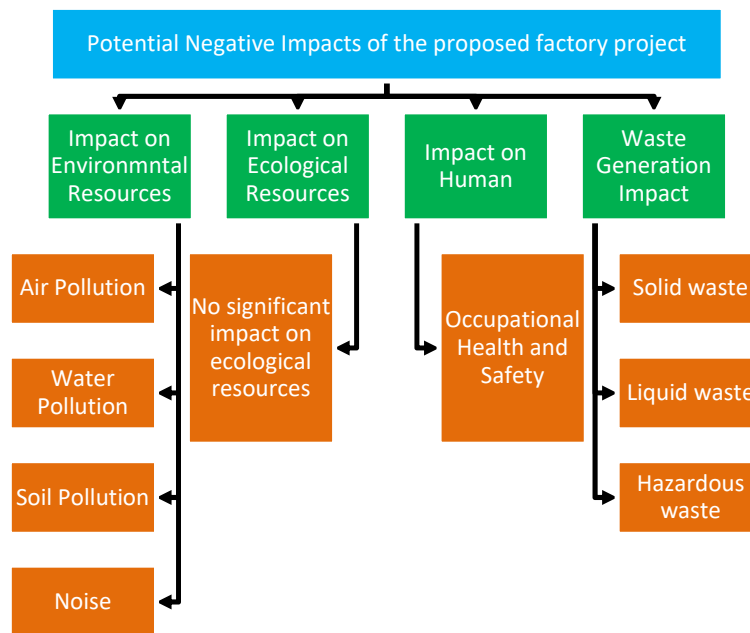 Potential Negative Impacts of the proposed factory project
Impact on
Environmntal
Resources
Impact on
Ecological
Resources
Impact on
Human
Waste
Generation
Impact
Air Pollution
Water
Pollution
Soil Pollution
Noise
No significant
impact on
ecological
resources
Occupational
Health and
Safety
Solid waste
Liquid waste
Hazardous
waste